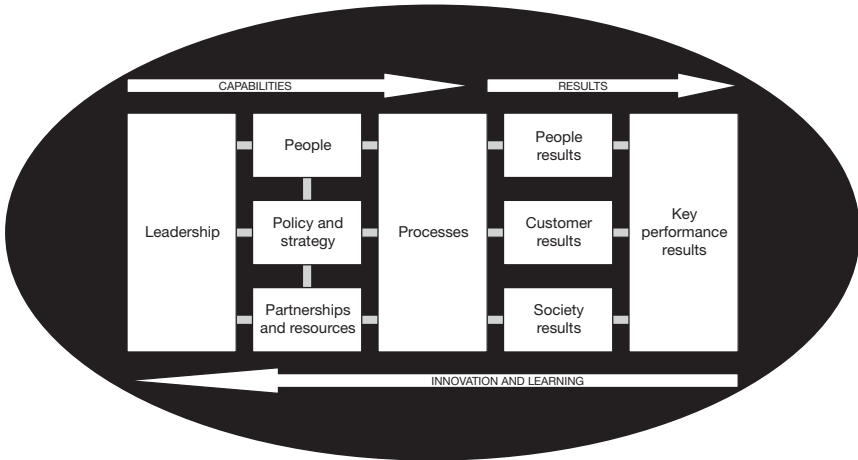 CAPABILITIES
RESULTS
Leadership
People
Policy and
strategy
Partnerships
and resources
Processes
People
results
Customer
results
Society
results
Key
performance
results
INNOVATION AND LEARNING